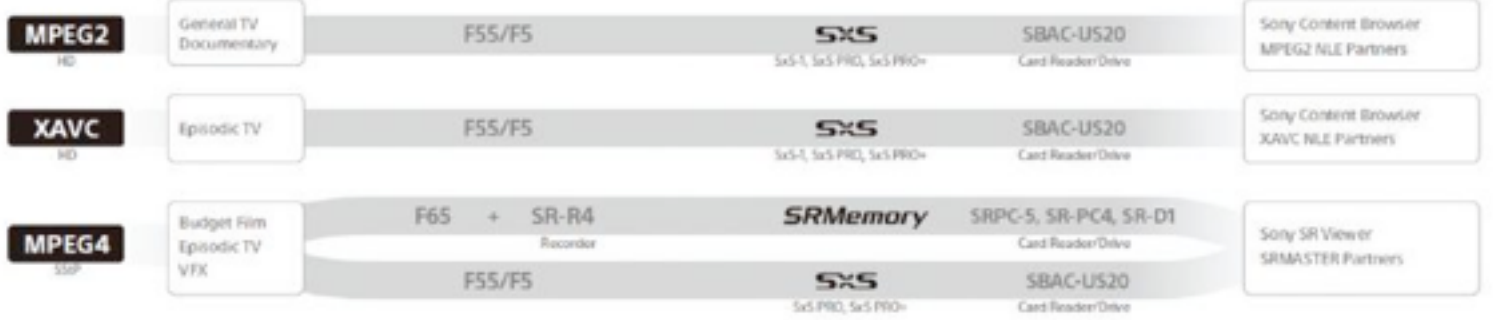 MPEG2
HD
General TV
Documentary
F55/F5
SxS
SxS-1, SxS PRO, SxS PRO+
SBAC-US20
Card Reader/Drive
Sony Content Browser
MPEG2 NLE Partners
XAVC
HD
Episodic TV
F55/F5
SxS
SxS-1, SxS PRO, SxS PRO+
SBAC-US20
Card Reader/Drive
Sony Content Browser
XAVC NLE Partners
MPEG4
SStP
Budget Film
Episodic TV
VFX
F65 + SR-R4
Recorder
SRMemory
SRPC-5, SR-PC4, SR-D1
Card Reader/Drive
F55/F5
SxS
SxS PRO, SxS PRO+
SBAC-US20
Card Reader/Drive
Sony SR Viewer
SRMASTER Partners